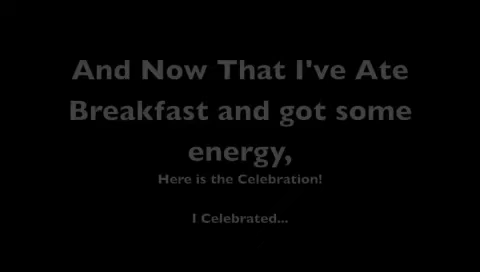 And Now That I've Ate
Breakfast and got some
energy,
Here is the Celebration!
I Celebrated...